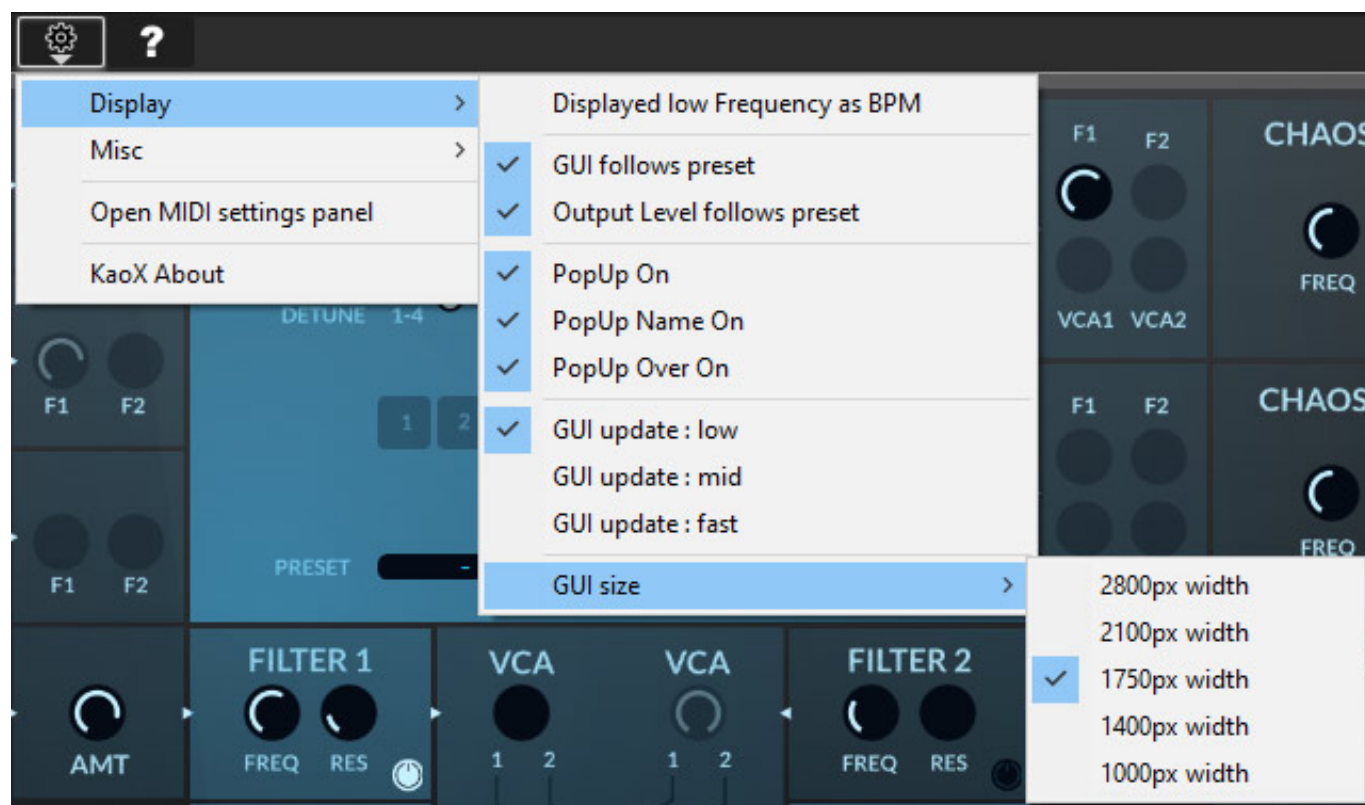 ?
Display
Misc
Open MIDI settings panel
KaoX About
Displayed low Frequency as BPM
GUI follows preset
Output Level follows preset
PopUp On
PopUp Name On
PopUp Over On
GUI update : low
GUI update : mid
GUI update : fast
GUI size
2800px width
2100px width
1750px width
1400px width
1000px width
F1 F2
CHAOS
FREQ
VCA1 VCA2
DETUNE 1-4
F1 F2
1 2
F1 F2
CHAOS
FREQ
PRESET -
F1 F2
FILTER 1
VCA
VCA
FILTER 2
AMT
FREQ RES
1 2
1 2
FREQ RES